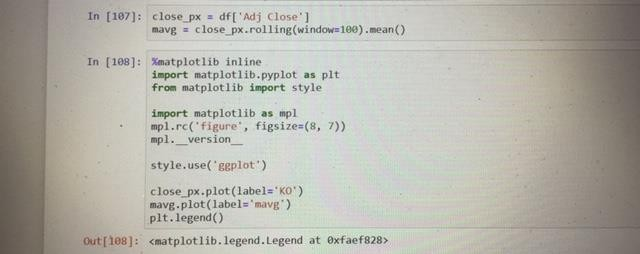 In [107]: close_px = df['Adj Close']
mavg = close_px.rolling(window=100).mean()
In [108]: %matplotlib inline
import matplotlib.pyplot as plt
from matplotlib import style
import matplotlib as mpl
mpl.rc('figure', figsize=(8, 7))
mpl.__version__
style.use('ggplot')
close_px.plot(label='KO')
mavg.plot(label='mavg')
plt.legend()
Out[108]: <matplotlib.legend.Legend at 0xfaef828>